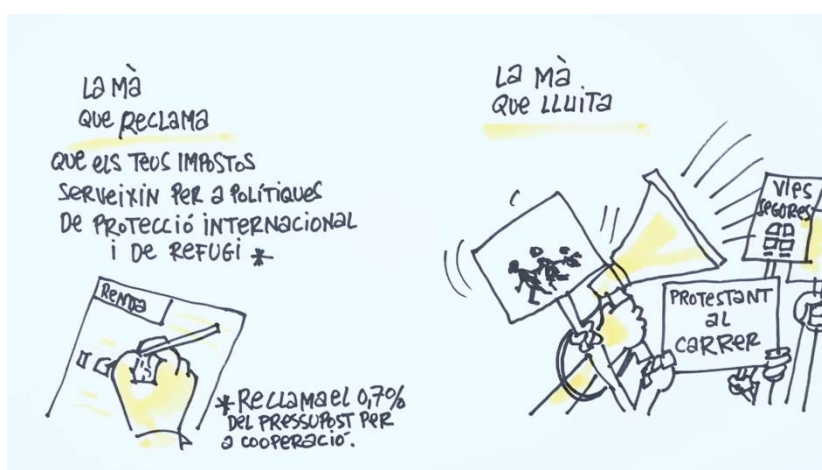 La mà
que reclama
que els teus impostos
serveixin per a polítiques
de protecció internacional
i de refugi *
Renda
* Reclama el 0,7%
del pressupost per
a cooperació.
La mà
que lluita
vies
segores
Protestant
al
carrer